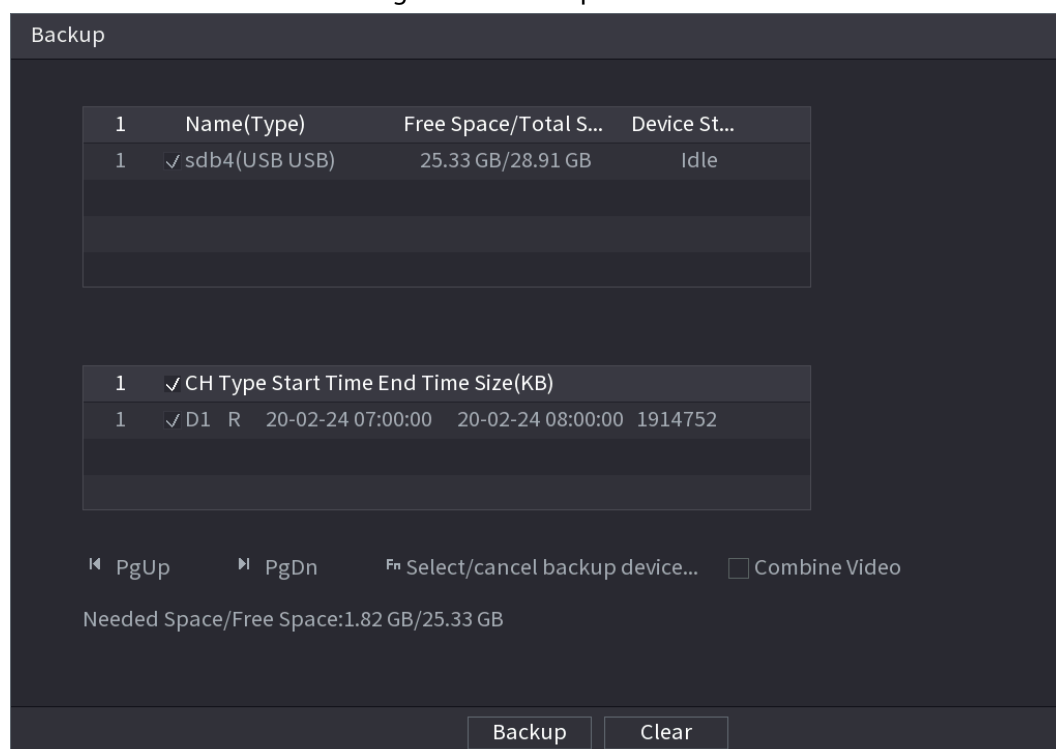 Backup
1 Name(Type) Free Space/Total S... Device St...
1 sdb4(USB USB) 25.33 GB/28.91 GB Idle
1 CH Type Start Time End Time Size(KB)
1 D1 R 20-02-24 07:00:00 20-02-24 08:00:00 1914752
PgUp PgDn Fn Select/cancel backup device... Combine Video
Needed Space/Free Space:1.82 GB/25.33 GB
Backup Clear